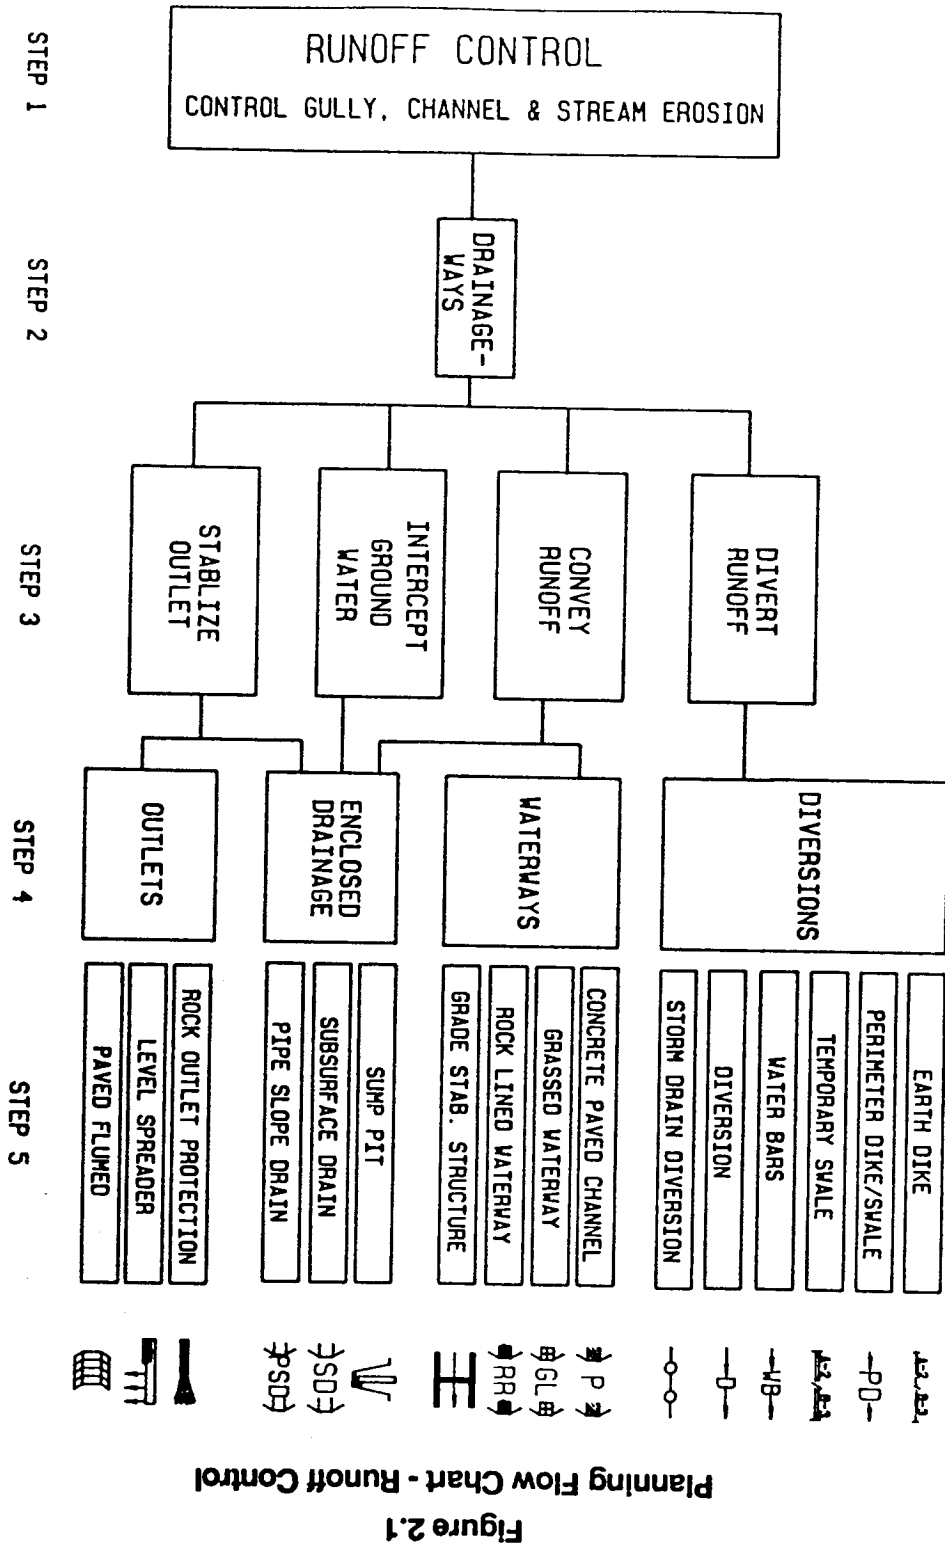 STEP 1
RUNOFF CONTROL
CONTROL GULLY, CHANNEL & STREAM EROSION
STEP 2
DRAINAGE-
WAYS
STEP 3
STABLIZE
OUTLET
INTERCEPT
GROUND
WATER
CONVEY
RUNOFF
DIVERT
RUNOFF
STEP 4
OUTLETS
ENCLOSED
DRAINAGE
WATERWAYS
DIVERSIONS
STEP 5
EARTH DIKE
PERIMETER DIKE/SWALE
PD
TEMPORARY SWALE
A-2, B-3
WATER BARS
WB
DIVERSION
D
STORM DRAIN DIVERSION
CONCRETE PAVED CHANNEL
P
GRASSED WATERWAY
GL
ROCK LINED WATERWAY
RR
GRADE STAB. STRUCTURE
SUMP PIT
SUBSURFACE DRAIN
SD
PIPE SLOPE DRAIN
PSD
ROCK OUTLET PROTECTION
LEVEL SPREADER
PAVED FLUMED
Figure 2.1
Planning Flow Chart - Runoff Control